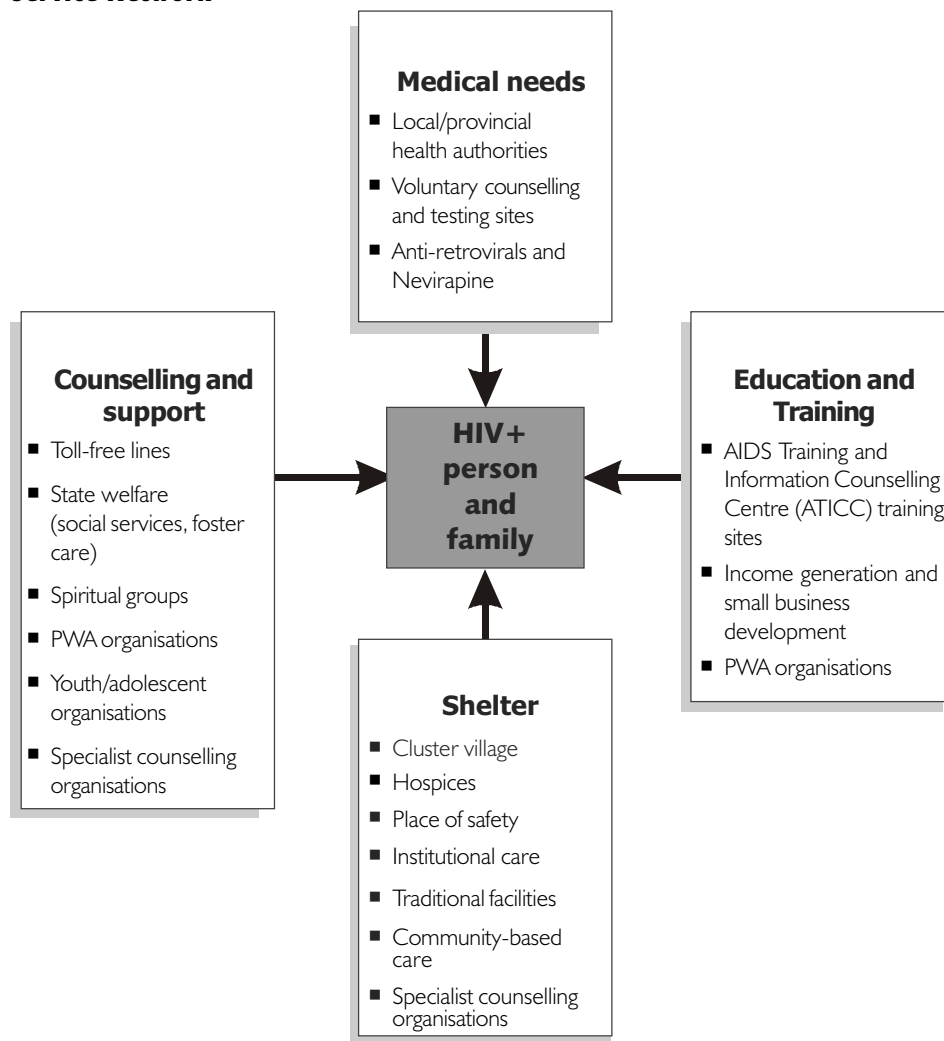 Medical needs
■ Local/provincial
health authorities
■ Voluntary counselling
and testing sites
■ Anti-retrovirals and
Nevirapine
Counselling and
support
■ Toll-free lines
■ State welfare
(social services, foster
care)
■ Spiritual groups
■ PWA organisations
■ Youth/adolescent
organisations
■ Specialist counselling
organisations
HIV+
person
and
family
Education and
Training
■ AIDS Training and
Information Counselling
Centre (ATICC) training
sites
■ Income generation and
small business
development
■ PWA organisations
Shelter
■ Cluster village
■ Hospices
■ Place of safety
■ Institutional care
■ Traditional facilities
■ Community-based
care
■ Specialist counselling
organisations